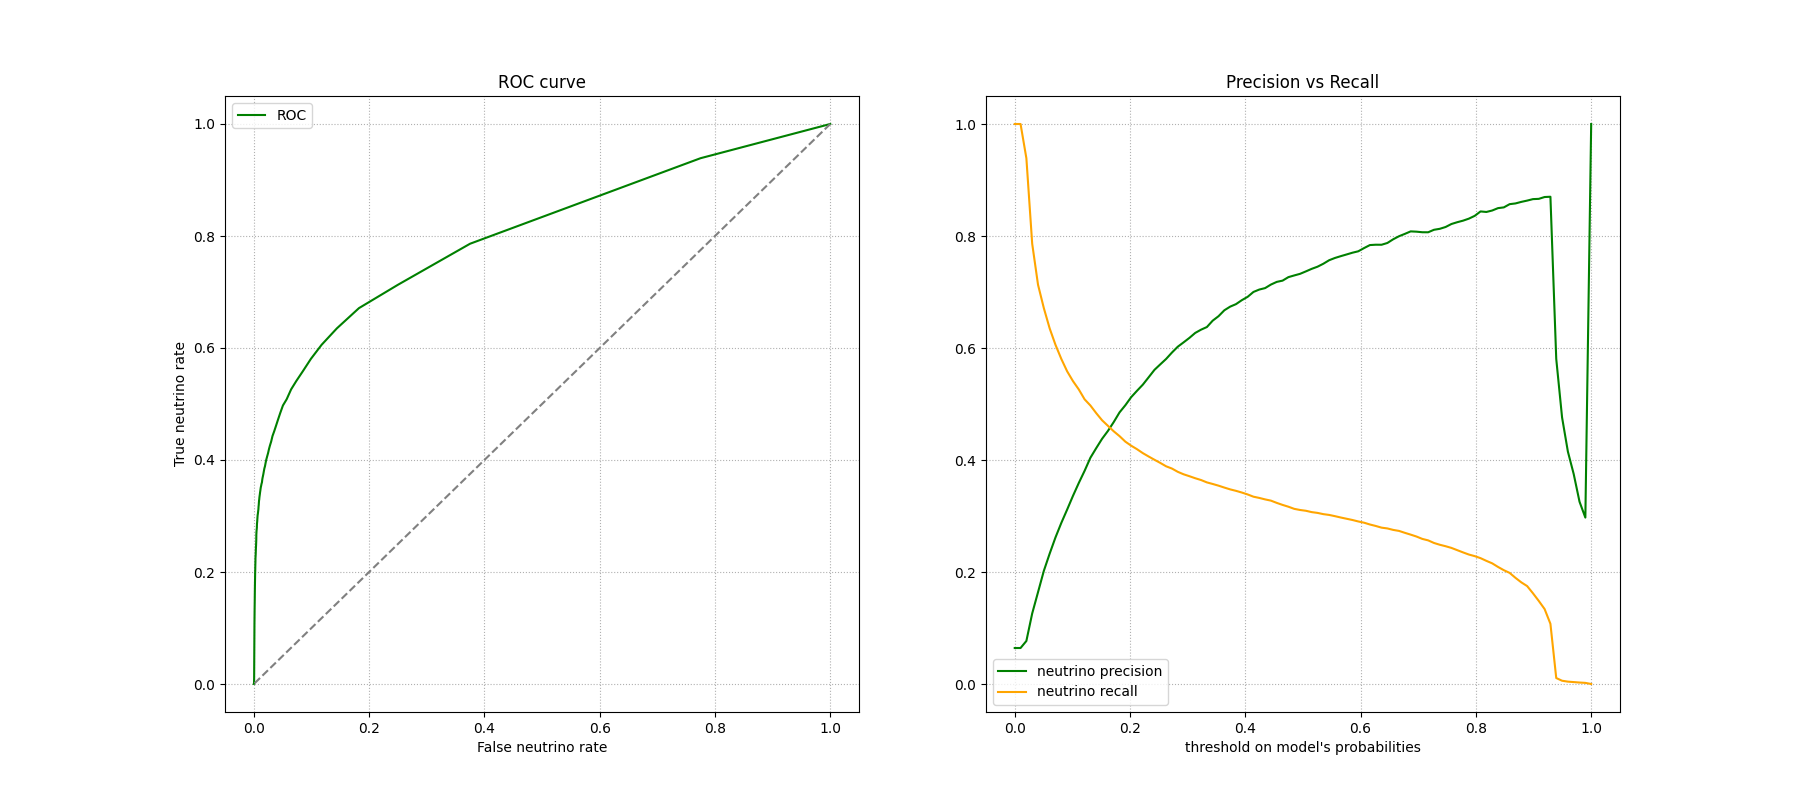 ROC curve
ROC
1.0
0.8
0.6
0.4
0.2
0.0
True neutrino rate
0.0 0.2 0.4 0.6 0.8 1.0
False neutrino rate
Precision vs Recall
1.0
0.8
0.6
0.4
0.2
0.0
neutrino precision
neutrino recall
0.0 0.2 0.4 0.6 0.8 1.0
threshold on model's probabilities